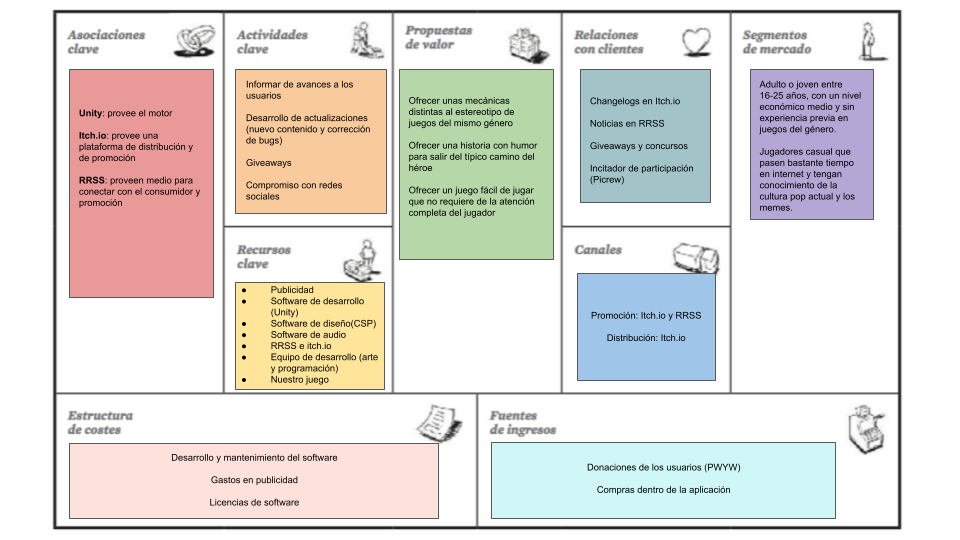 Asociaciones
clave
Unity: provee el motor
Itch.io: provee una
plataforma de distribución y
de promoción
RRSS: proveen medio para
conectar con el consumidor y
promoción
Actividades
clave
Informar de avances a los
usuarios
Desarrollo de actualizaciones
(nuevo contenido y corrección
de bugs)
Giveaways
Compromiso con redes
sociales
Recursos
clave
● Publicidad
● Software de desarrollo
(Unity)
● Software de diseño(CSP)
● Software de audio
● RRSS e itch.io
● Equipo de desarrollo (arte
y programación)
● Nuestro juego
Propuestas
de valor
Ofrecer unas mecánicas
distintas al estereotipo de
juegos del mismo género
Ofrecer una historia con humor
para salir del típico camino del
héroe
Ofrecer un juego fácil de jugar
que no requiere de la atención
completa del jugador
Relaciones
con clientes
Changelogs en Itch.io
Noticias en RRSS
Giveaways y concursos
Incitador de participación
(Picrew)
Canales
Promoción: Itch.io y RRSS
Distribución: Itch.io
Segmentos
de mercado
Adulto o joven entre
16-25 años, con un nivel
económico medio y sin
experiencia previa en
juegos del género.
Jugadores casual que
pasen bastante tiempo
en internet y tengan
conocimiento de la
cultura pop actual y los
memes.
Estructura
de costes
Desarrollo y mantenimiento del software
Gastos en publicidad
Licencias de software
Fuentes
de ingresos
Donaciones de los usuarios (PWYW)
Compras dentro de la aplicación